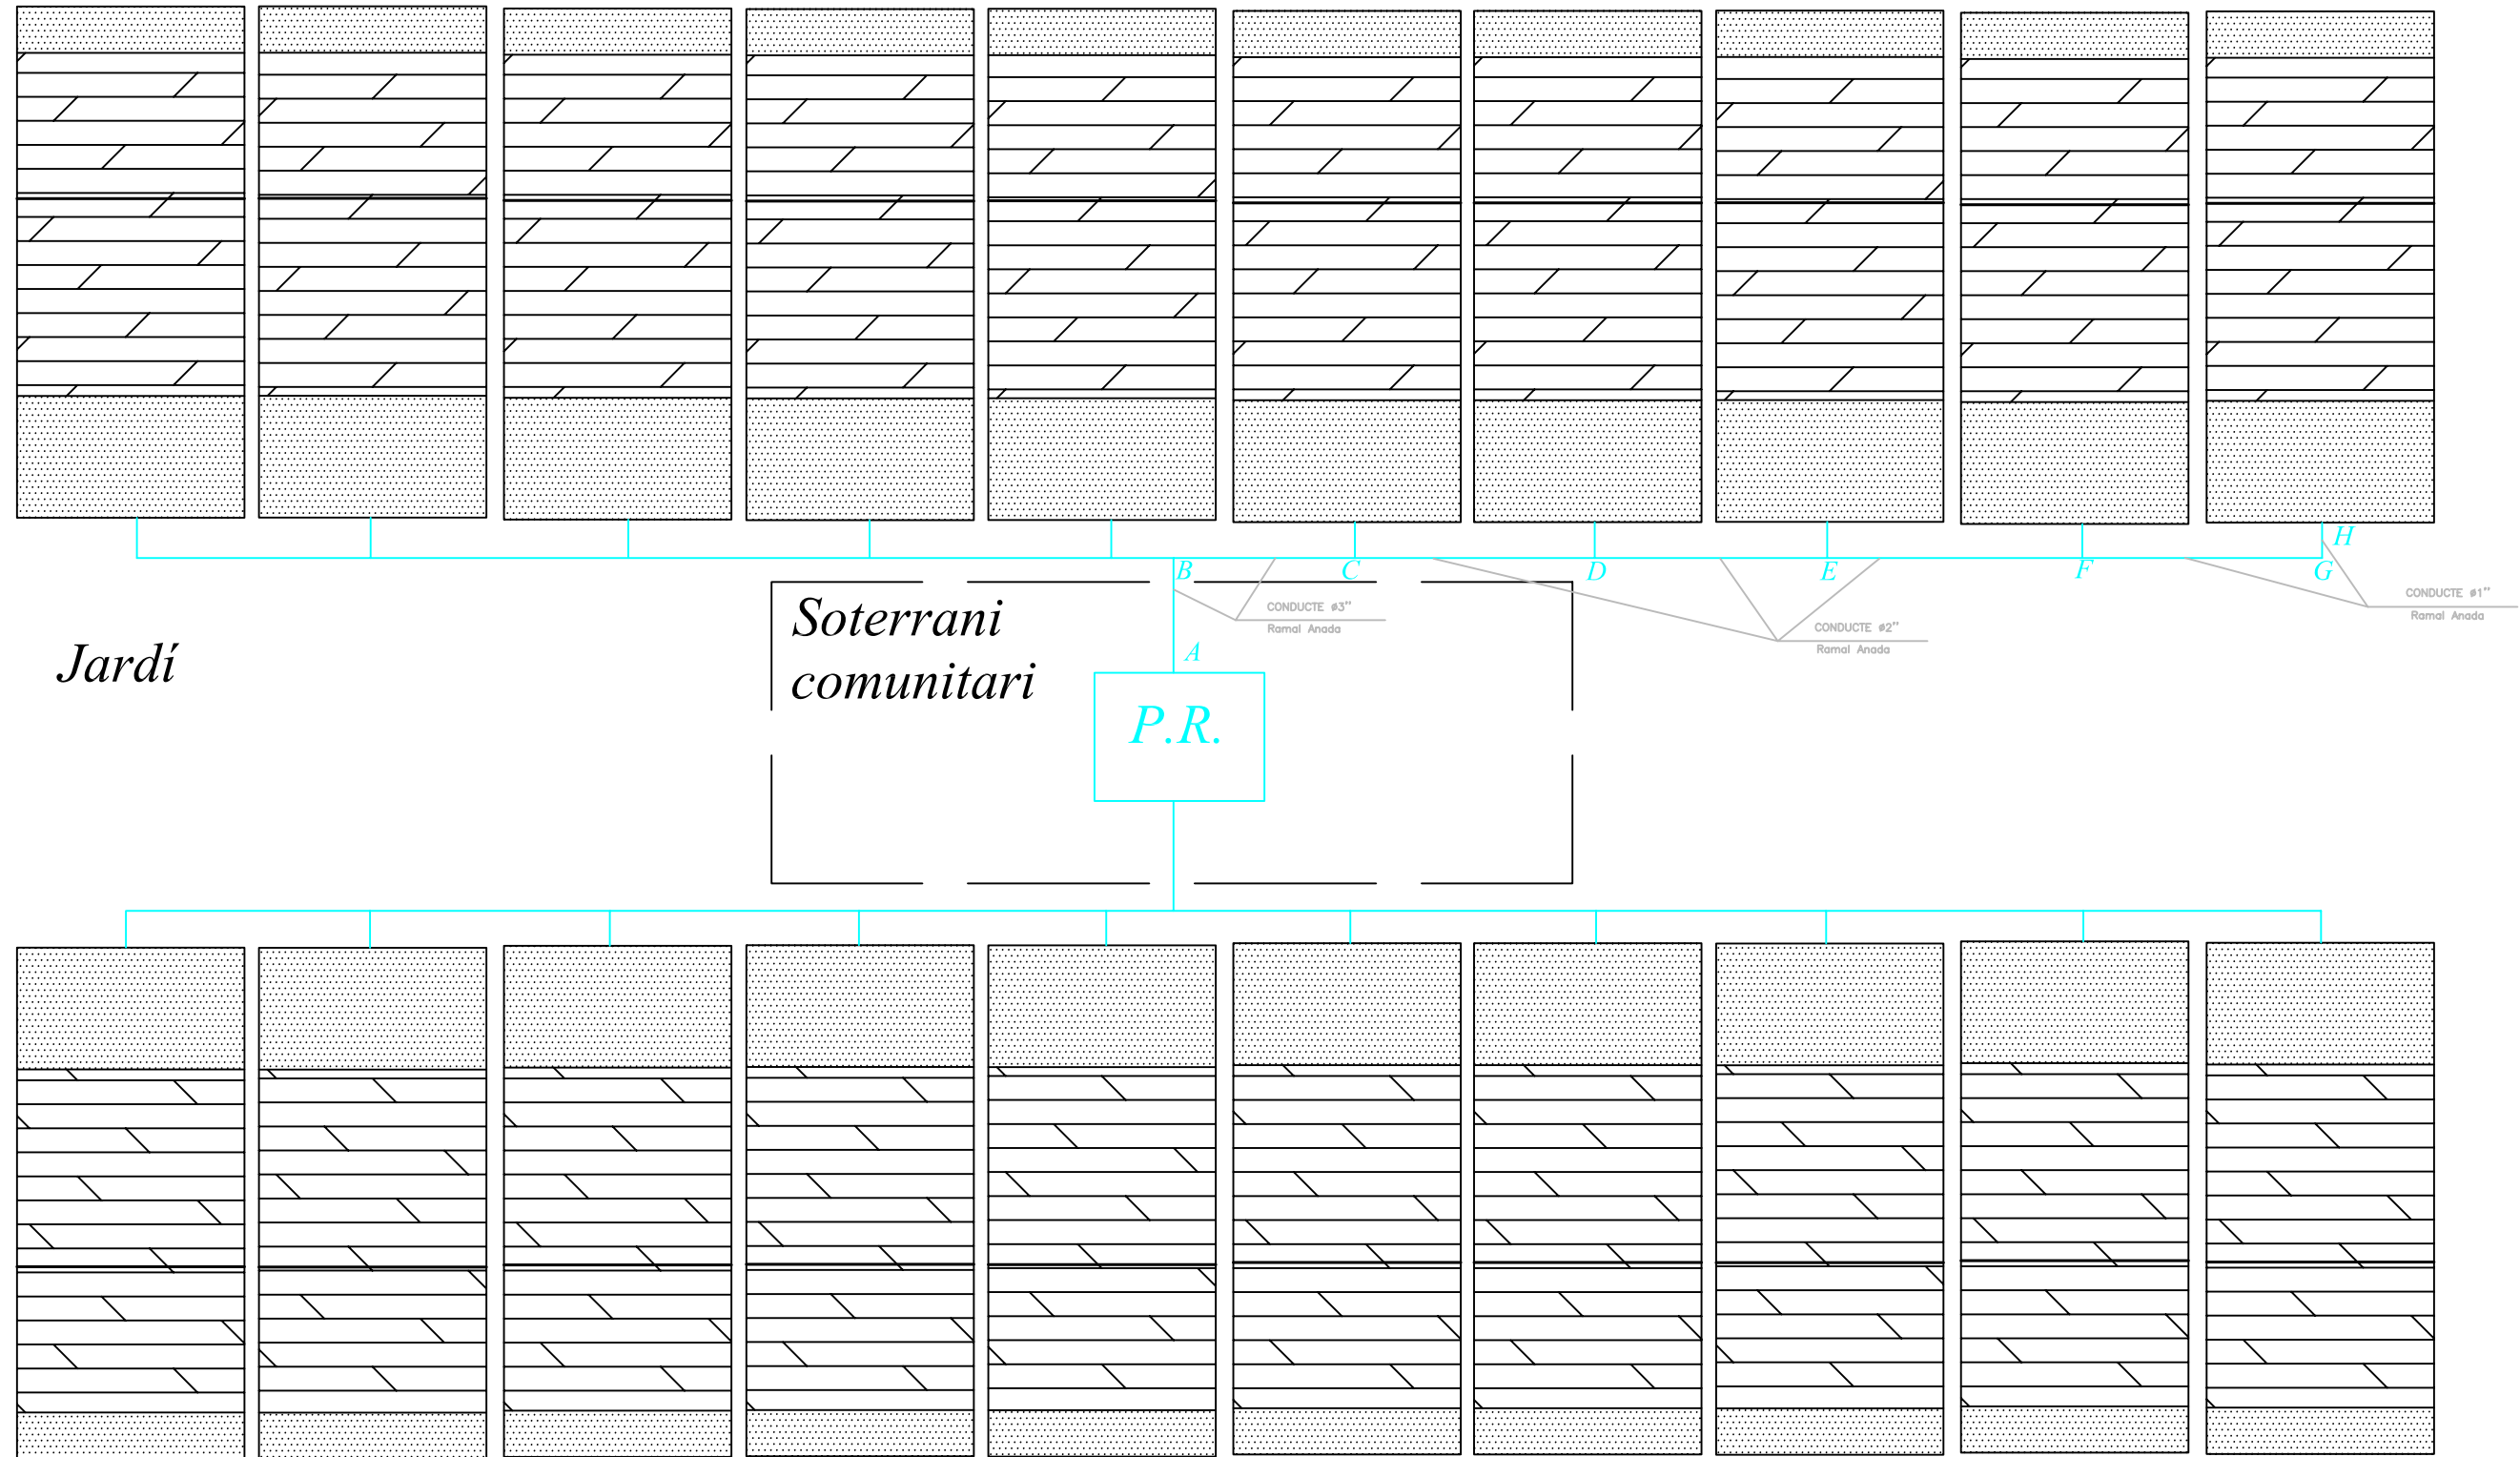 H
B
C
D
E
F
G
CONDUCTE ø1"
Ramal Anada
CONDUCTE ø3"
Ramal Anada
CONDUCTE ø2"
Ramal Anada
Soterrani
comunitari
Jardí
A
P.R.